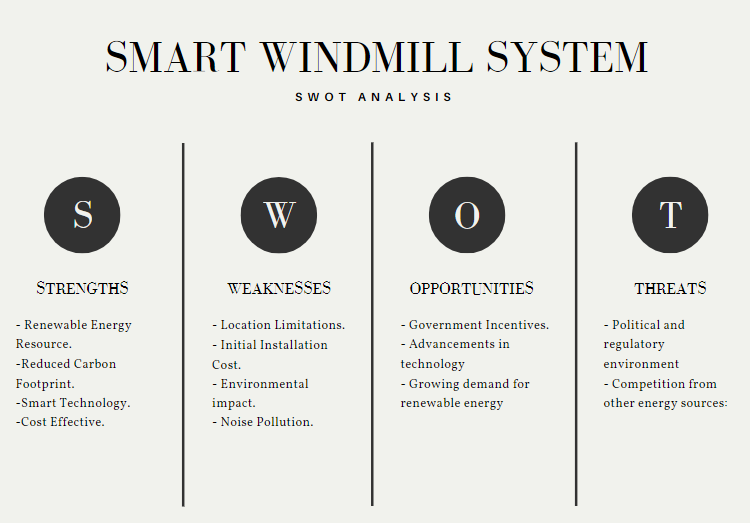 SMART WINDMILL SYSTEM
SWOT ANALYSIS
S
STRENGTHS
- Renewable Energy
Resource.
-Reduced Carbon
Footprint.
-Smart Technology.
-Cost Effective.
W
WEAKNESSES
- Location Limitations.
- Initial Installation
Cost.
- Environmental
impact.
- Noise Pollution.
O
OPPORTUNITIES
- Government Incentives.
- Advancements in
technology
- Growing demand for
renewable energy
T
THREATS
- Political and
regulatory
environment
- Competition from
other energy sources: